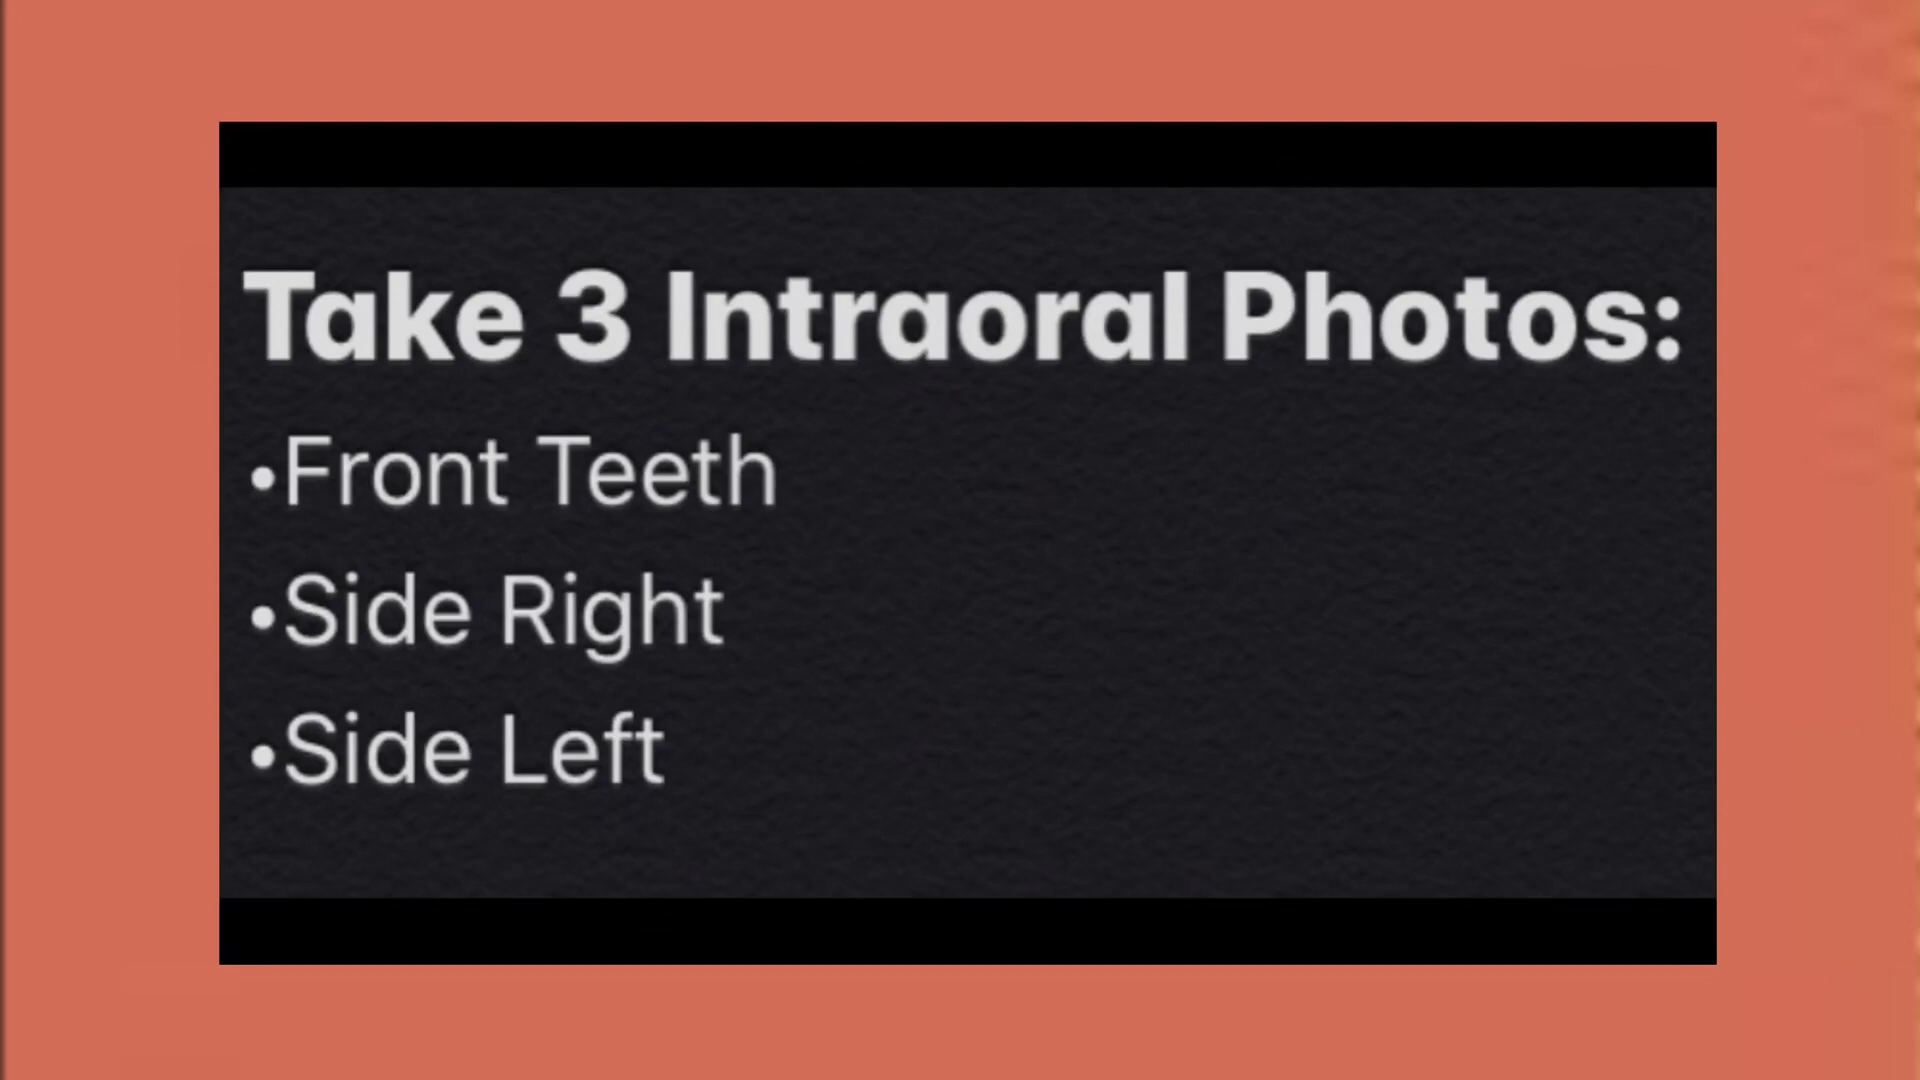 Take 3 Intraoral Photos:
•Front Teeth
•Side Right
•Side Left